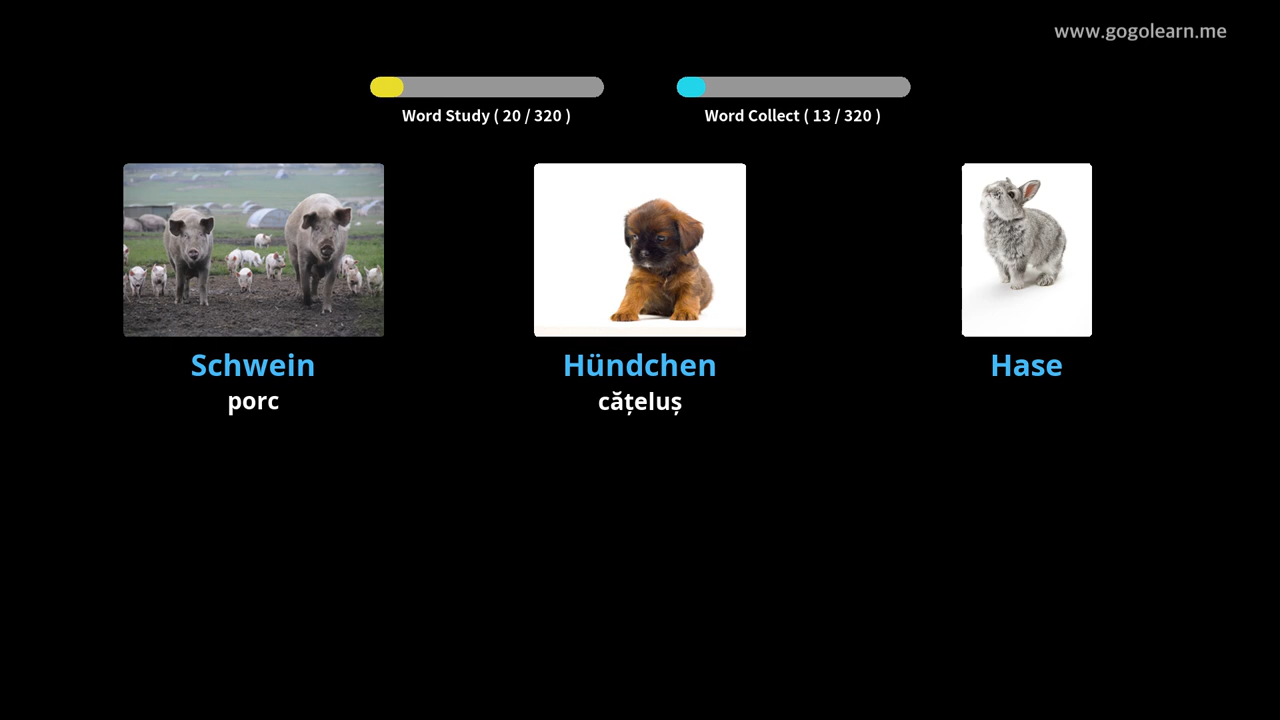 www.gogolearn.me
Word Study ( 20 / 320 )
Word Collect ( 13 / 320 )
Schwein
porc
Hündchen
cățeluș
Hase